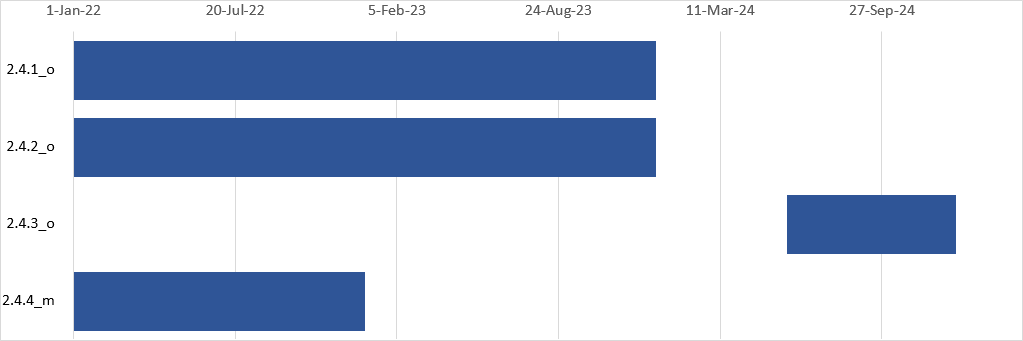 1-Jan-22 20-Jul-22 5-Feb-23 24-Aug-23 11-Mar-24 27-Sep-24
2.4.1_o
2.4.2_o
2.4.3_o
2.4.4_m